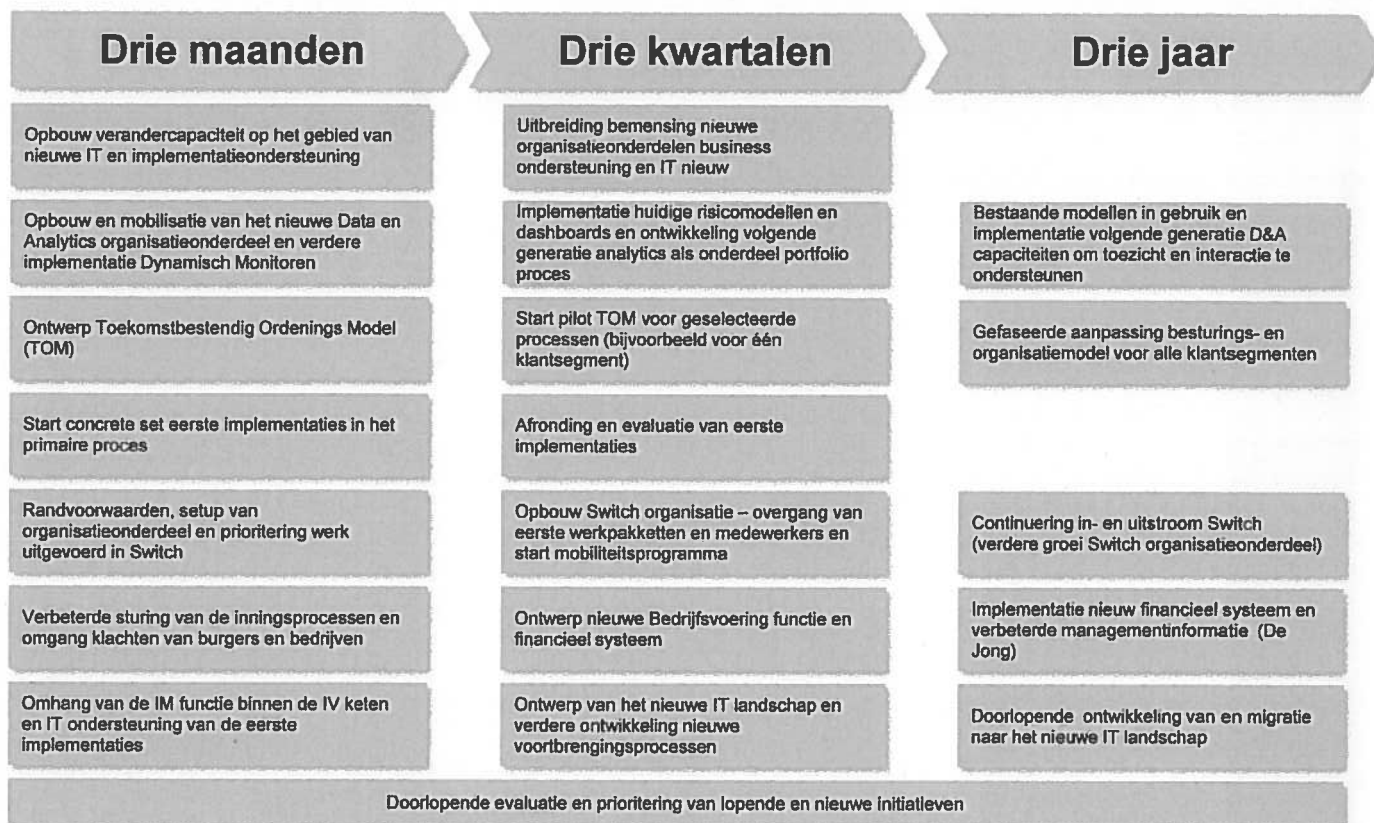 Drie maanden
Drie kwartalen
Drie jaar
Opbouw verandercapaciteit op het gebied van
nieuwe IT en implementatieondersteuning
Uitbreiding bemensing nieuwe
organisatieonderdelen business
ondersteuning en IT nieuw
Opbouw en mobilisatie van het nieuwe Data en
Analytics organisatieonderdeel en verdere
implementatie Dynamisch Monitoren
Implementatie huidige risicomodellen en
dashboards en ontwikkeling volgende
generatie analytics als onderdeel portfolio
proces
Bestaande modellen in gebruik en
implementatie volgende generatie D&A
capaciteiten om toezicht en interactie te
ondersteunen
Ontwerp Toekomstbestendig Ordenings Model
(TOM)
Start pilot TOM voor geselecteerde
processen (bijvoorbeeld voor één
klantsegment)
Gefaseerde aanpassing besturings- en
organisatiemodel voor alle klantsegmenten
Start concrete set eerste implementaties in het
primaire proces
Afronding en evaluatie van eerste
implementaties
Randvoorwaarden, setup van
organisatieonderdeel en prioritering werk
uitgevoerd in Switch
Opbouw Switch organisatie – overgang van
eerste werkpakketten en medewerkers en
start mobiliteitsprogramma
Continuering in- en uitstroom Switch
(verdere groei Switch organisatieonderdeel)
Verbeterde sturing van de inningsprocessen en
omgang klachten van burgers en bedrijven
Ontwerp nieuwe Bedrijfsvoering functie en
financieel systeem
Implementatie nieuw financieel systeem en
verbeterde managementinformatie (De
Jong)
Omhang van de IM functie binnen de IV keten
en IT ondersteuning van de eerste
implementaties
Ontwerp van het nieuwe IT landschap en
verdere ontwikkeling nieuwe
voortbrengingsprocessen
Doorlopende ontwikkeling van en migratie
naar het nieuwe IT landschap
Doorlopende evaluatie en prioritering van lopende en nieuwe initiatieven